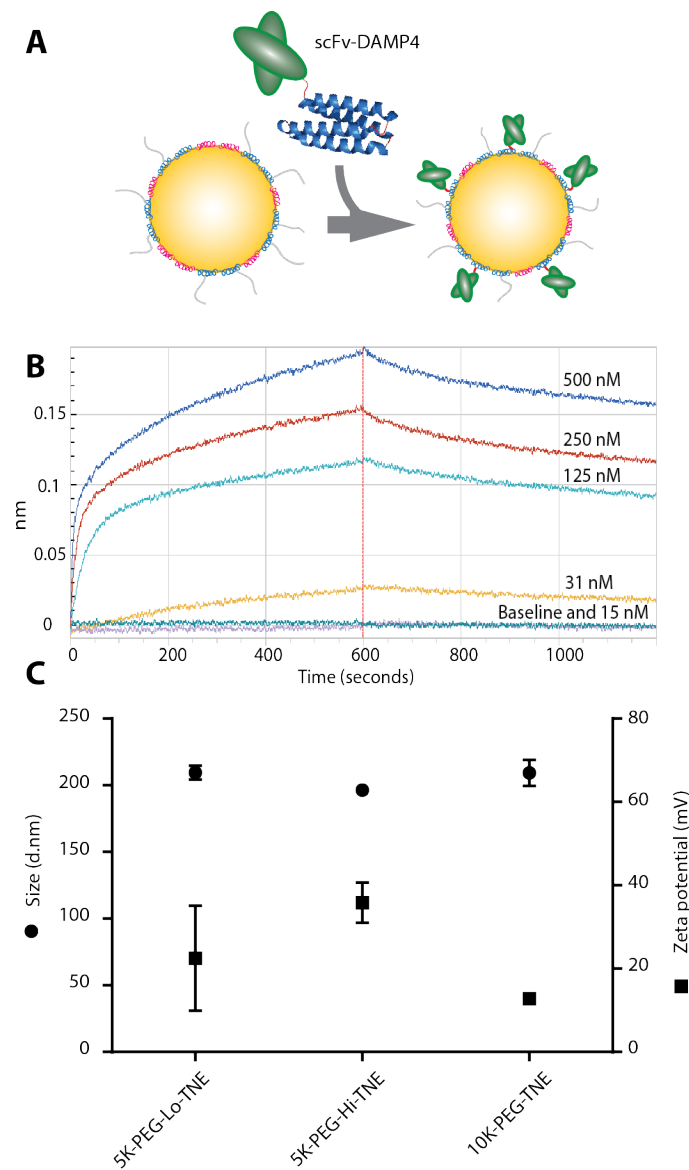 A
scFv-DAMP4
B
500 nM
250 nM
125 nM
31 nM
Baseline and 15 nM
0.15
0.1
0.05
0
nm
0 200 400 600 800 1000
Time (seconds)
C
250
200
150
100
50
0
Size (d.nm)
80
60
40
20
0
Zeta potential (mV)
5K-PEG-Lo-TNE
5K-PEG-Hi-TNE
10K-PEG-TNE